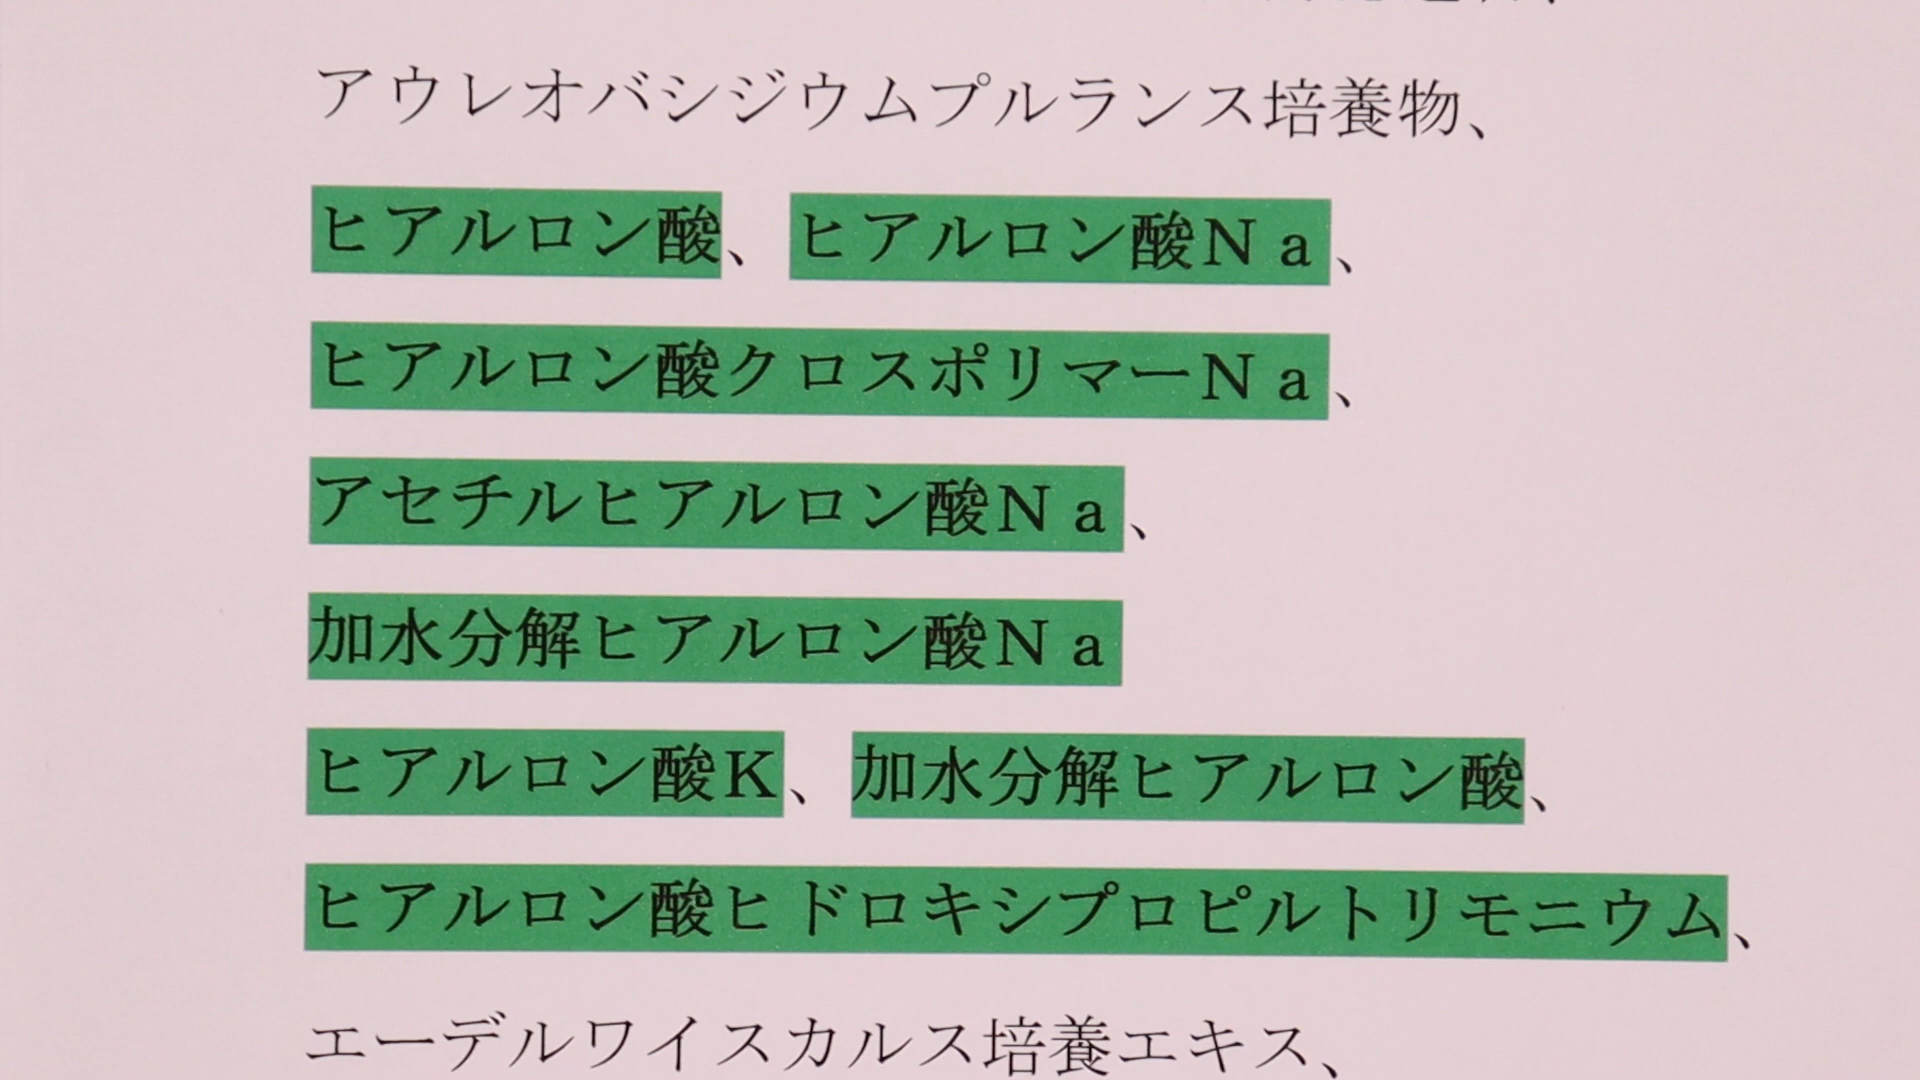 アウレオバシジウムプルランス培養物、
ヒアルロン酸、ヒアルロン酸Ｎａ、
ヒアルロン酸クロスポリマーＮａ、
アセチルヒアルロン酸Ｎａ、
加水分解ヒアルロン酸Ｎａ
ヒアルロン酸K、加水分解ヒアルロン酸、
ヒアルロン酸ヒドロキシプロピルトリモニウム、
エーデルワイスカルス培養エキス、